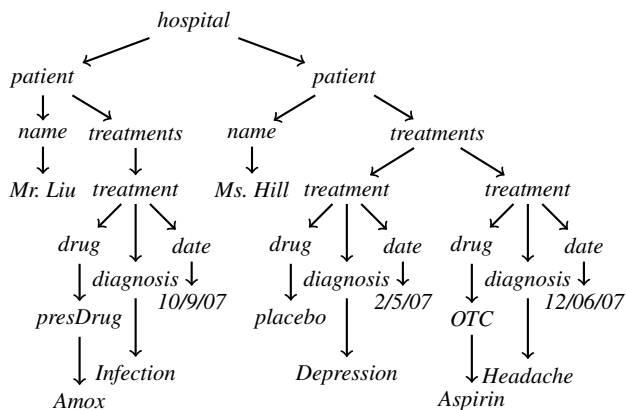 hospital
patient patient
name treatments name treatments
Mr. Liu treatment Ms. Hill treatment treatment
drug date drug date drug date
diagnosis diagnosis diagnosis
10/9/07 2/5/07 12/06/07
presDrug placebo OTC
Infection Depression Headache
Amox Aspirin